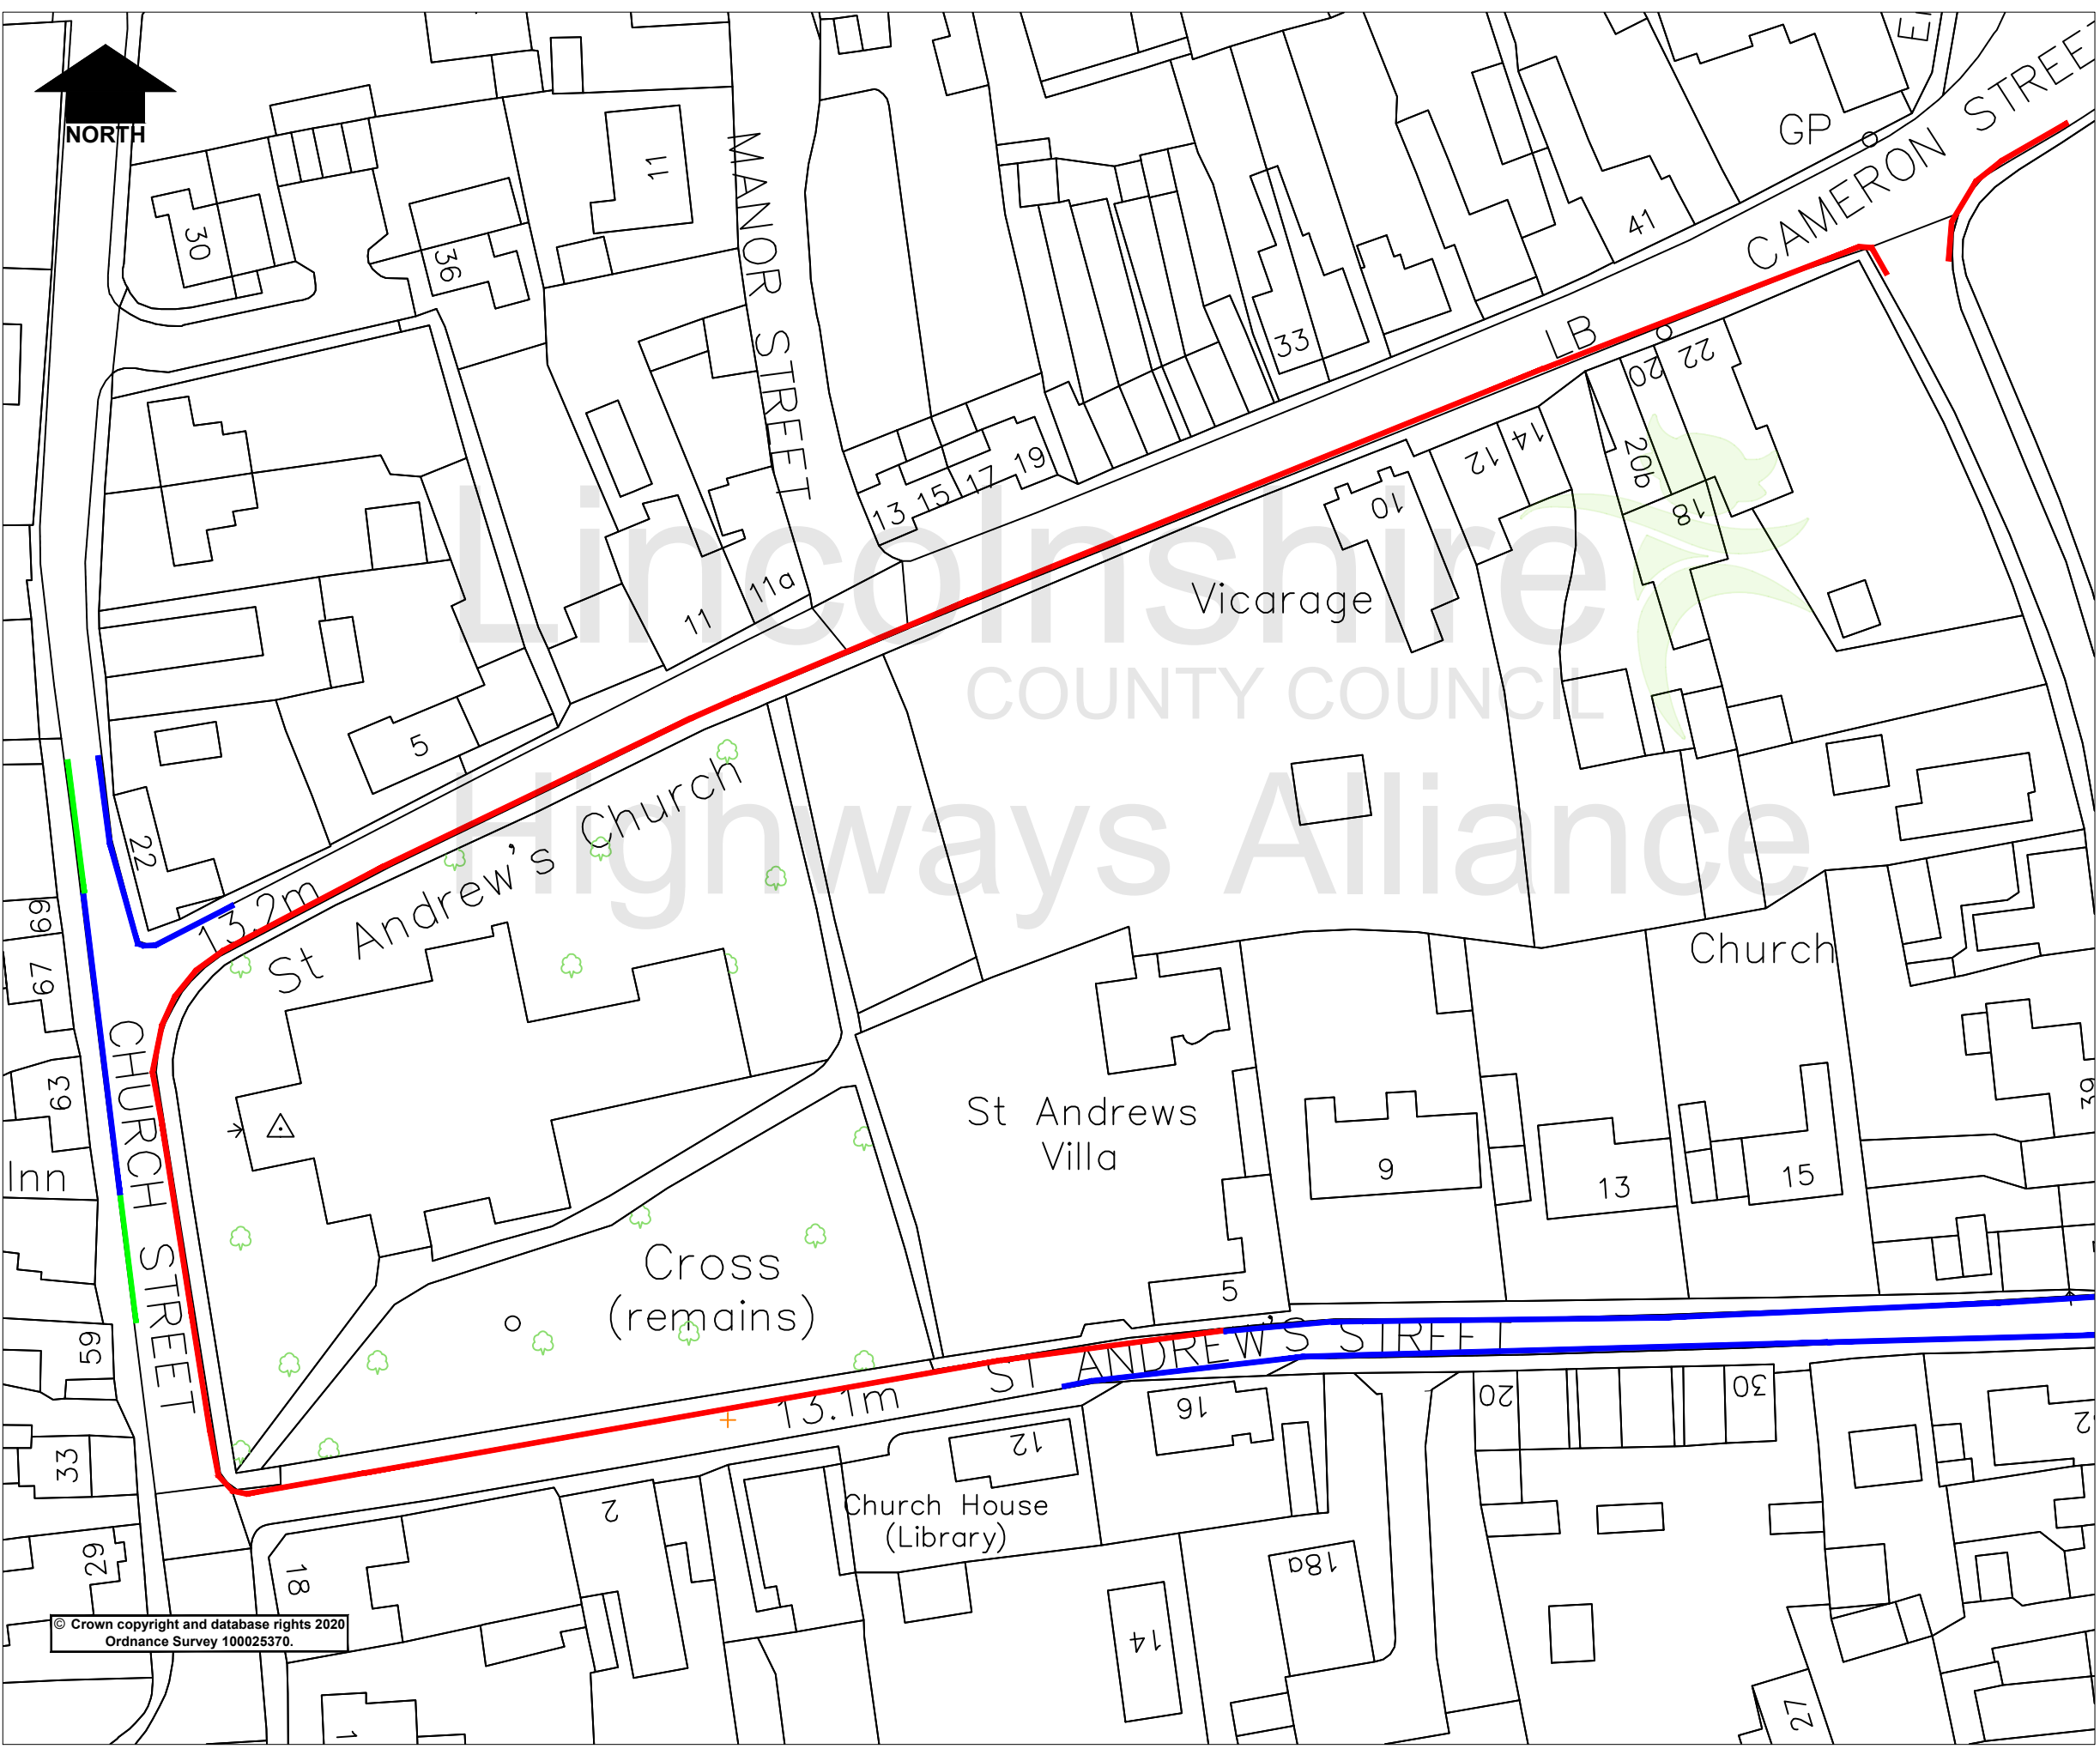 NORTH
30
36
11
MANOR STREET
GP
CAMERON STREE
41
33
LB
20
22
13
15
17
19
14
12
10
20b
18
Lincolnshire
COUNTY COUNCIL
Highways Alliance
11
11a
Vicarage
5
22
13.2m
St Andrew's Church
69
67
63
Church
CHURCH STREET
St Andrews
Villa
9
13
15
39
Inn
Cross
(remains)
5
59
ST ANDREW'S STREET
13.1m
16
20
30
12
33
2
Church House
(Library)
29
18
18a
14
27
1
© Crown copyright and database rights 2020
Ordnance Survey 100025370.